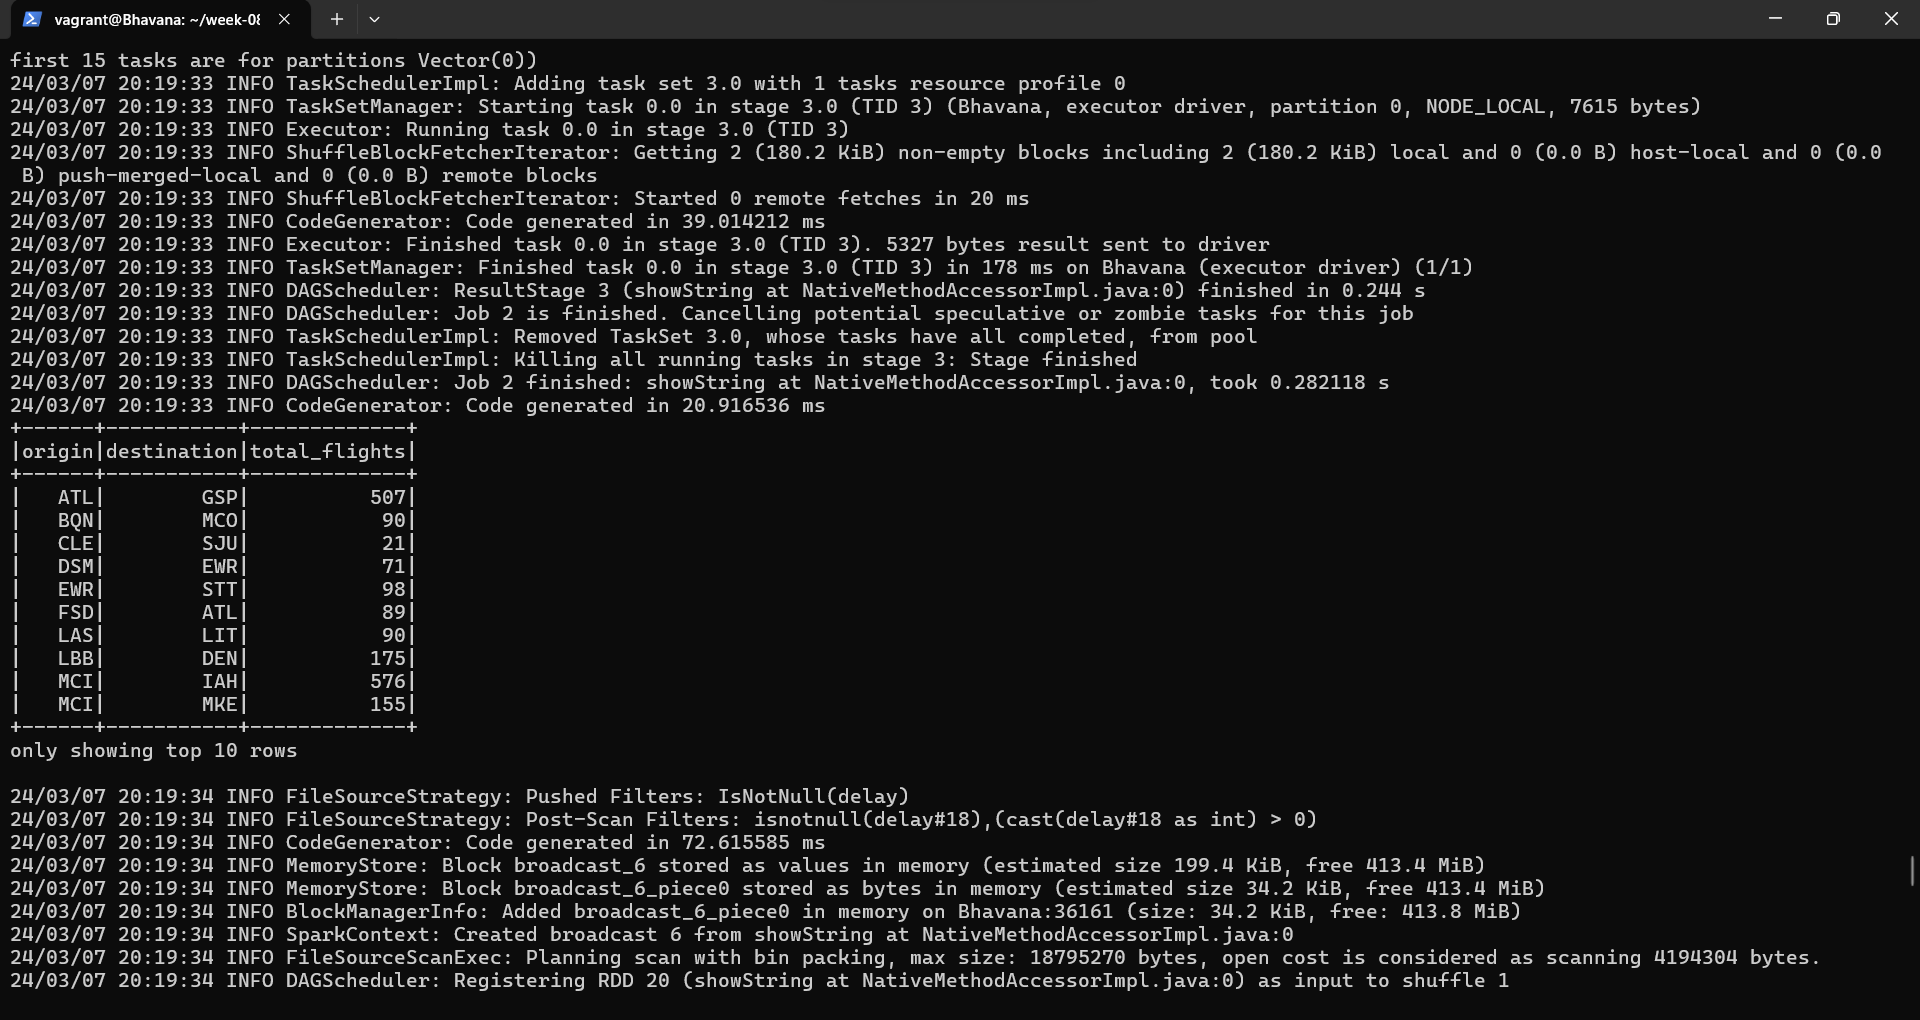 vagrant@Bhavana: ~/week-08
first 15 tasks are for partitions Vector(0))
24/03/07 20:19:33 INFO TaskSchedulerImpl: Adding task set 3.0 with 1 tasks resource profile 0
24/03/07 20:19:33 INFO TaskSetManager: Starting task 0.0 in stage 3.0 (TID 3) (Bhavana, executor driver, partition 0, NODE_LOCAL, 7615 bytes)
24/03/07 20:19:33 INFO Executor: Running task 0.0 in stage 3.0 (TID 3)
24/03/07 20:19:33 INFO ShuffleBlockFetcherIterator: Getting 2 (180.2 KiB) non-empty blocks including 2 (180.2 KiB) local and 0 (0.0 B) host-local and 0 (0.0
 B) push-merged-local and 0 (0.0 B) remote blocks
24/03/07 20:19:33 INFO ShuffleBlockFetcherIterator: Started 0 remote fetches in 20 ms
24/03/07 20:19:33 INFO CodeGenerator: Code generated in 39.014212 ms
24/03/07 20:19:33 INFO Executor: Finished task 0.0 in stage 3.0 (TID 3). 5327 bytes result sent to driver
24/03/07 20:19:33 INFO TaskSetManager: Finished task 0.0 in stage 3.0 (TID 3) in 178 ms on Bhavana (executor driver) (1/1)
24/03/07 20:19:33 INFO DAGScheduler: ResultStage 3 (showString at NativeMethodAccessorImpl.java:0) finished in 0.244 s
24/03/07 20:19:33 INFO DAGScheduler: Job 2 is finished. Cancelling potential speculative or zombie tasks for this job
24/03/07 20:19:33 INFO TaskSchedulerImpl: Removed TaskSet 3.0, whose tasks have all completed, from pool
24/03/07 20:19:33 INFO TaskSchedulerImpl: Killing all running tasks in stage 3: Stage finished
24/03/07 20:19:33 INFO DAGScheduler: Job 2 finished: showString at NativeMethodAccessorImpl.java:0, took 0.282118 s
24/03/07 20:19:33 INFO CodeGenerator: Code generated in 20.916536 ms
+------+-----------+-------------+
|origin|destination|total_flights|
+------+-----------+-------------+
|   ATL|        GSP|          507|
|   BQN|        MCO|           90|
|   CLE|        SJU|           21|
|   DSM|        EWR|           71|
|   EWR|        STT|           98|
|   FSD|        ATL|           89|
|   LAS|        LIT|           90|
|   LBB|        DEN|          175|
|   MCI|        IAH|          576|
|   MCI|        MKE|          155|
+------+-----------+-------------+
only showing top 10 rows
24/03/07 20:19:34 INFO FileSourceStrategy: Pushed Filters: IsNotNull(delay)
24/03/07 20:19:34 INFO FileSourceStrategy: Post-Scan Filters: isnotnull(delay#18),(cast(delay#18 as int) > 0)
24/03/07 20:19:34 INFO CodeGenerator: Code generated in 72.615585 ms
24/03/07 20:19:34 INFO MemoryStore: Block broadcast_6 stored as values in memory (estimated size 199.4 KiB, free 413.4 MiB)
24/03/07 20:19:34 INFO MemoryStore: Block broadcast_6_piece0 stored as bytes in memory (estimated size 34.2 KiB, free 413.4 MiB)
24/03/07 20:19:34 INFO BlockManagerInfo: Added broadcast_6_piece0 in memory on Bhavana:36161 (size: 34.2 KiB, free: 413.8 MiB)
24/03/07 20:19:34 INFO SparkContext: Created broadcast 6 from showString at NativeMethodAccessorImpl.java:0
24/03/07 20:19:34 INFO FileSourceScanExec: Planning scan with bin packing, max size: 18795270 bytes, open cost is considered as scanning 4194304 bytes.
24/03/07 20:19:34 INFO DAGScheduler: Registering RDD 20 (showString at NativeMethodAccessorImpl.java:0) as input to shuffle 1